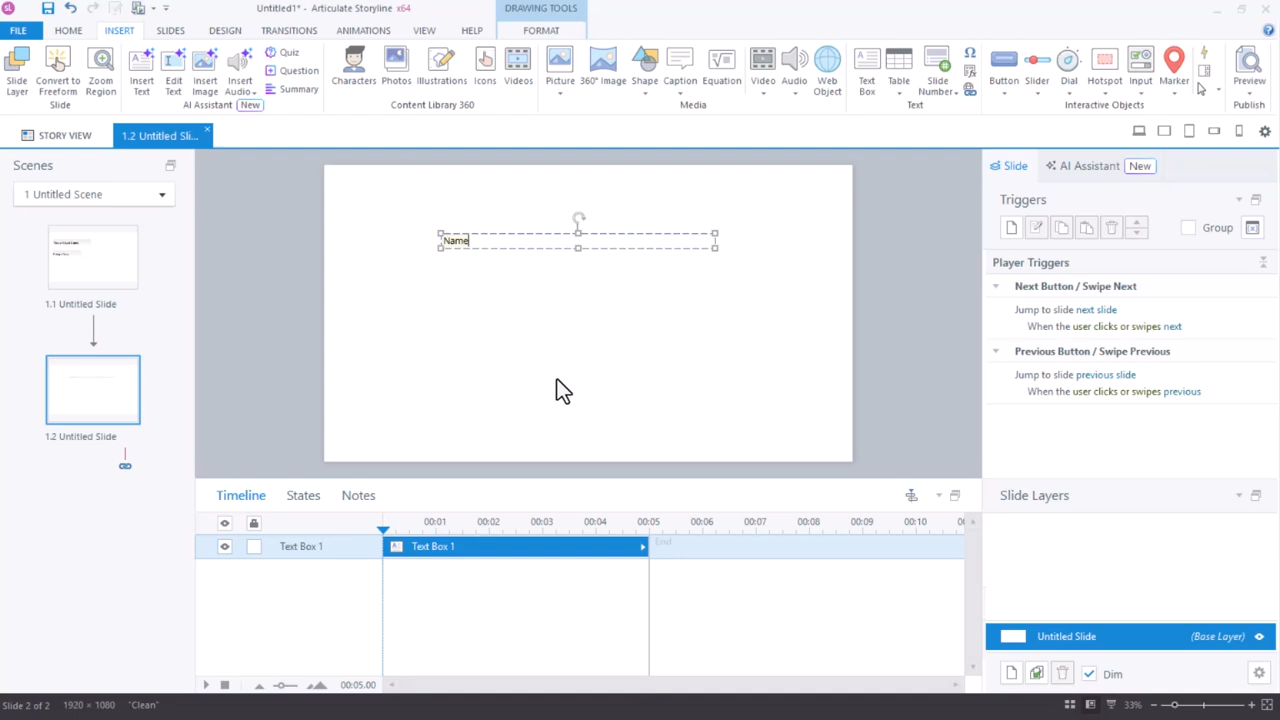 Untitled1* - Articulate Storyline x64
DRAWING TOOLS
FILE HOME INSERT SLIDES DESIGN TRANSITIONS ANIMATIONS VIEW HELP FORMAT
Slide Layer
Convert to Freeform
Zoom Region
Slide
Insert Text
Edit Text
Insert Image
Insert Audio
Quiz
Question
Summary
AI Assistant New
Characters
Photos
Illustrations
Icons
Videos
Content Library 360
Picture
360° Image
Shape
Caption
Equation
Video
Audio
Web Object
Media
Text Box
Table
Slide Number
Text
Button
Slider
Dial
Hotspot
Input
Marker
Interactive Objects
Preview
Publish
STORY VIEW
1.2 Untitled Sli...
Scenes
1 Untitled Scene
1.1 Untitled Slide
1.2 Untitled Slide
Name
Slide
AI Assistant New
Triggers
Group
Player Triggers
Next Button / Swipe Next
Jump to slide next slide
When the user clicks or swipes next
Previous Button / Swipe Previous
Jump to slide previous slide
When the user clicks or swipes previous
Timeline States Notes
00:01 00:02 00:03 00:04 00:05 00:06 00:07 00:08 00:09 00:10
Text Box 1
Text Box 1
End
00:05.00
Slide Layers
Untitled Slide (Base Layer)
Dim
Slide 2 of 2 1920 × 1080 "Clean"
33%